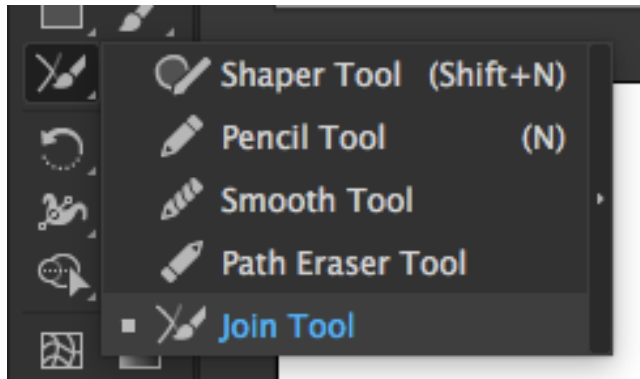 Shaper Tool (Shift+N)
Pencil Tool (N)
Smooth Tool
Path Eraser Tool
Join Tool